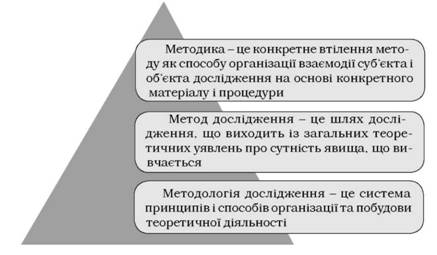 Методика – це конкретне втілення мето-
ду як способу організації взаємодії суб'єкта і
об'єкта дослідження на основі конкретного
матеріалу і процедури
Метод дослідження – це шлях дослі-
дження, що виходить із загальних теоре-
тичних уявлень про сутність явища, що ви-
вчається
Методологія дослідження – це система
принципів і способів організації та побудови
теоретичної діяльності